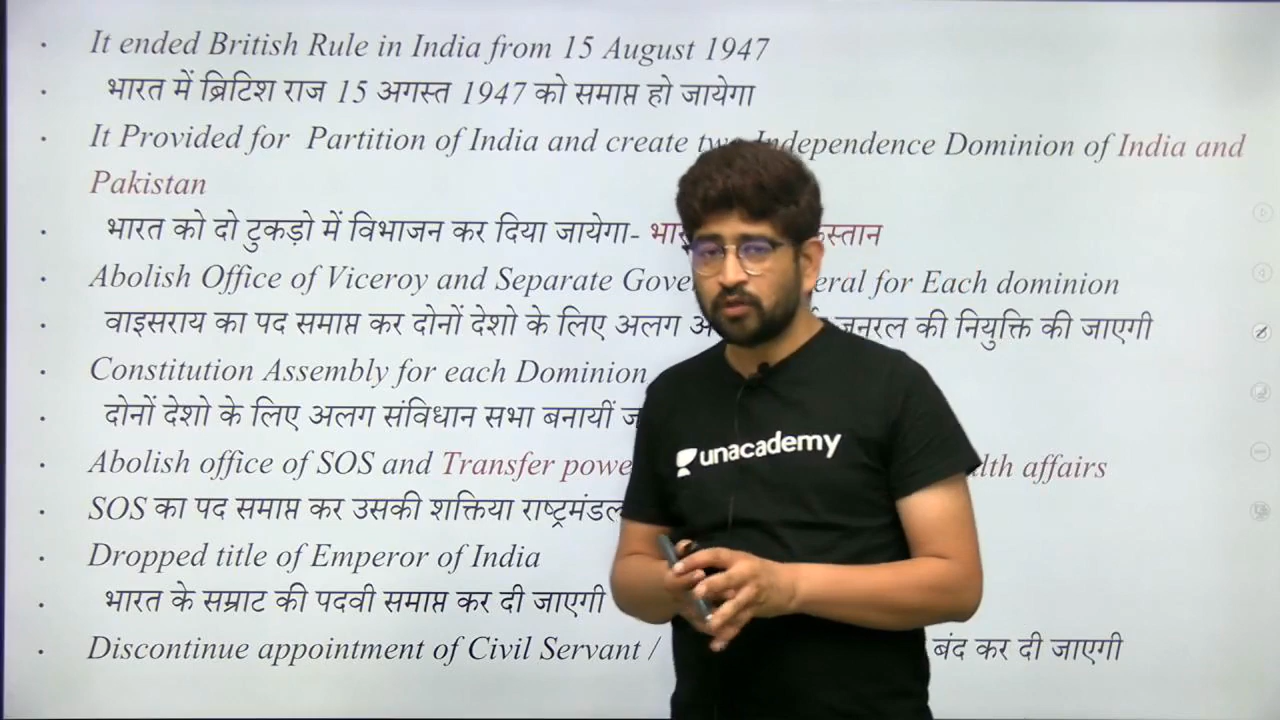 It ended British Rule in India from 15 August 1947
भारत में ब्रिटिश राज 15 अगस्त 1947 को समाप्त हो जायेगा
It Provided for Partition of India and create two Independence Dominion of India and
Pakistan
भारत को दो टुकड़ो में विभाजन कर दिया जायेगा-
Abolish Office of Viceroy and Separate for Each dominion
वाइसराय का पद समाप्त कर दोनों देशो के लिए अलग जनरल की नियुक्ति की जाएगी
Constitution Assembly for each Dominion
दोनों देशो के लिए अलग संविधान सभा बनायीं
Abolish office of SOS and Transfer affairs
SOS का पद समाप्त कर उसकी शक्तिया राष्ट्रमंडल
Dropped title of Emperor of India
भारत के सम्राट की पदवी समाप्त कर दी जाएगी
Discontinue appointment of Civil Servant / बंद कर दी जाएगी
unacademy